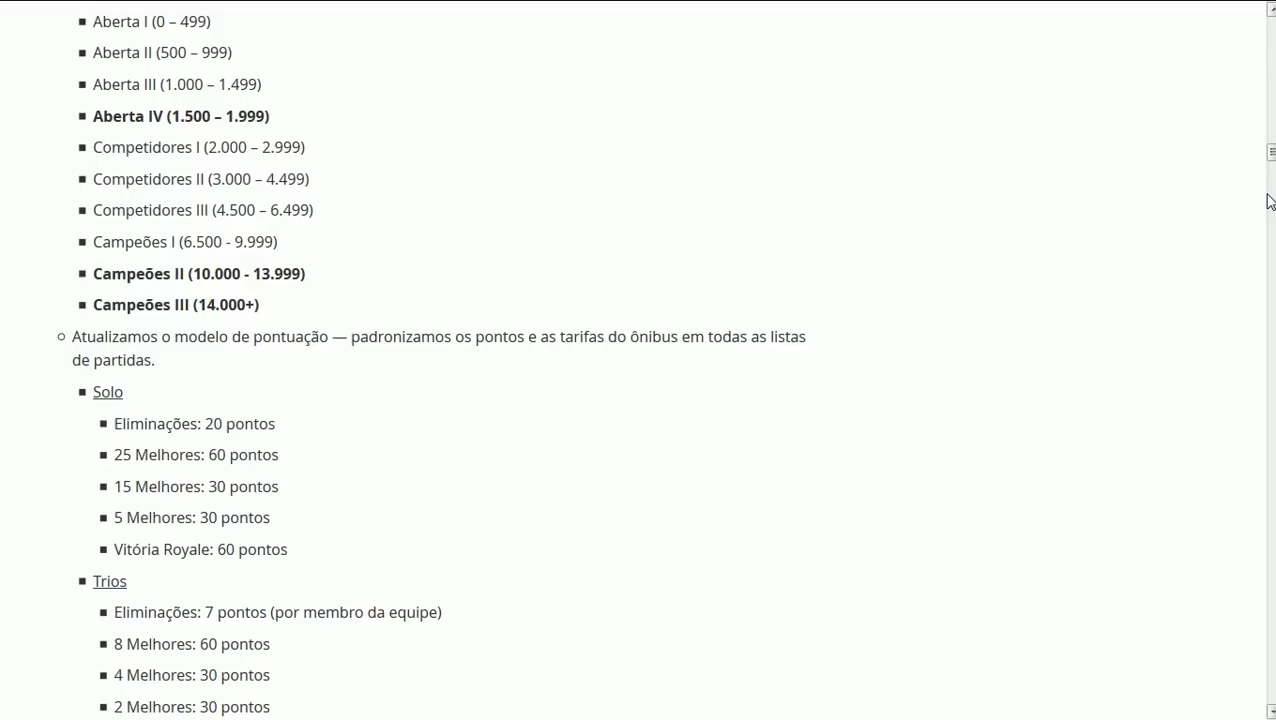 Aberta I (0 – 499)
Aberta II (500 – 999)
Aberta III (1.000 – 1.499)
Aberta IV (1.500 – 1.999)
Competidores I (2.000 – 2.999)
Competidores II (3.000 – 4.499)
Competidores III (4.500 – 6.499)
Campeões I (6.500 - 9.999)
Campeões II (10.000 - 13.999)
Campeões III (14.000+)
Atualizamos o modelo de pontuação — padronizamos os pontos e as tarifas do ônibus em todas as listas
de partidas.
Solo
Eliminações: 20 pontos
25 Melhores: 60 pontos
15 Melhores: 30 pontos
5 Melhores: 30 pontos
Vitória Royale: 60 pontos
Trios
Eliminações: 7 pontos (por membro da equipe)
8 Melhores: 60 pontos
4 Melhores: 30 pontos
2 Melhores: 30 pontos